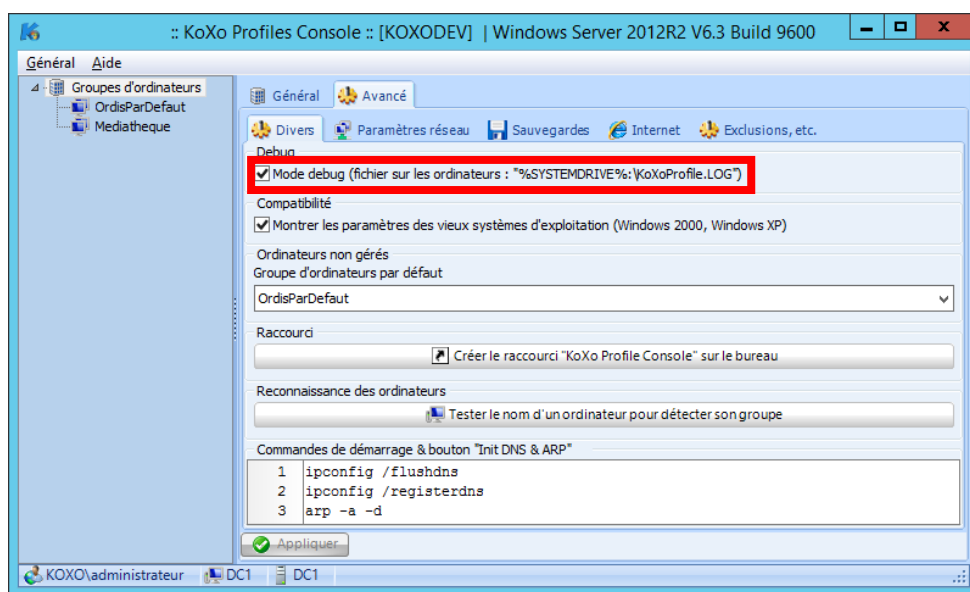 :: KoXo Profiles Console :: [KOXODEV] | Windows Server 2012R2 V6.3 Build 9600
Général Aide
Groupes d'ordinateurs
OrdisParDefaut
Mediatheque
Général Avancé
Divers Paramètres réseau Sauvegardes Internet Exclusions, etc.
Debug
Mode debug (fichier sur les ordinateurs : "%SYSTEMDRIVE%:\KoXoProfile.LOG")
Compatibilité
Montrer les paramètres des vieux systèmes d'exploitation (Windows 2000, Windows XP)
Ordinateurs non gérés
Groupe d'ordinateurs par défaut
OrdisParDefaut
Raccourci
Créer le raccourci "KoXo Profile Console" sur le bureau
Reconnaissance des ordinateurs
Tester le nom d'un ordinateur pour détecter son groupe
Commandes de démarrage & bouton "Init DNS & ARP"
1 ipconfig /flushdns
2 ipconfig /registerdns
3 arp -a -d
Appliquer
KOXO\administrateur DC1 DC1